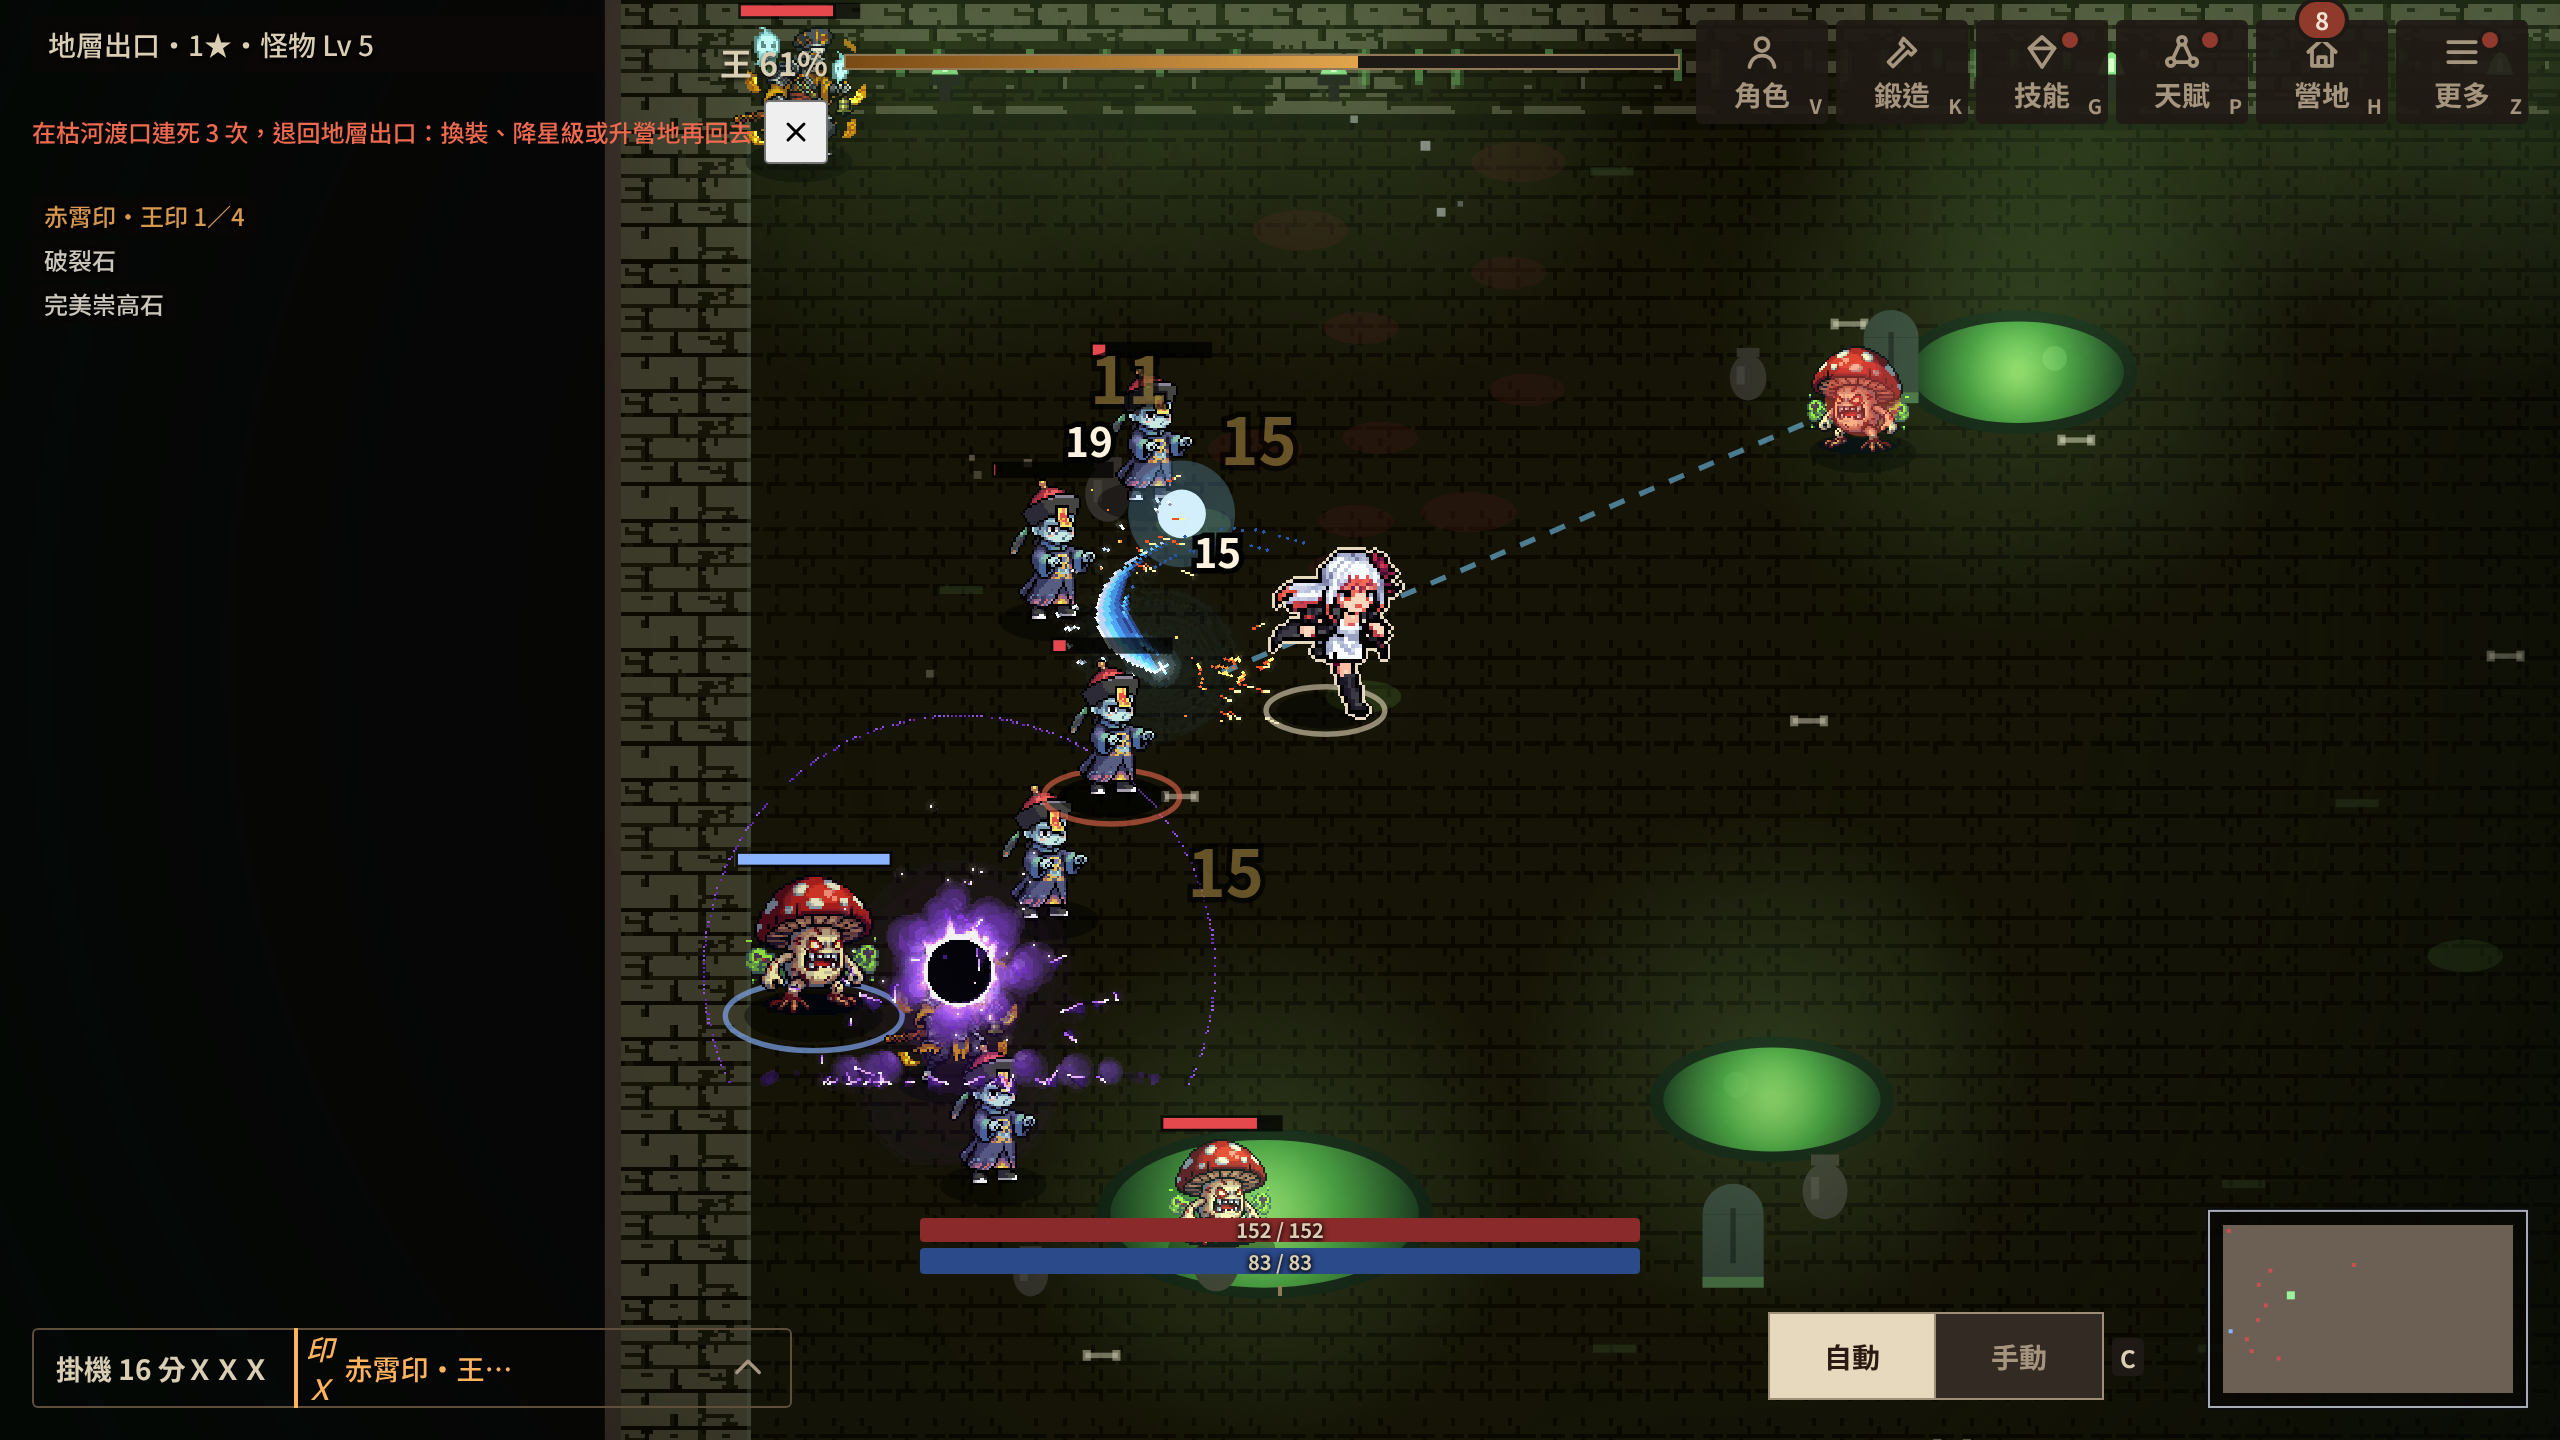 地層出口・1★・怪物 Lv 5
王 61%
角色 V
鍛造 K
技能 G
天賦 P
8
營地 H
更多 Z
在枯河渡口連死 3 次，退回地層出口：換裝、降星級或升營地再回去
×
赤霄印・王印 1／4
破裂石
完美崇高石
11
19
15
15
15
152 / 152
83 / 83
掛機 16 分 X X X
印
X
赤霄印・王…
自動
手動
C